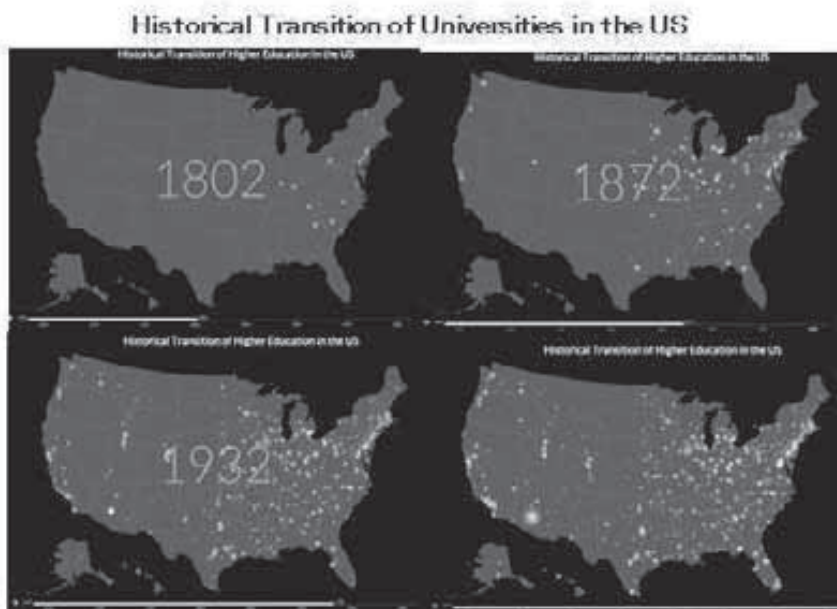 Historical Transition of Universities in the US
Historical Transition of Higher Education in the US
Historical Transition of Higher Education in the US
1802
1872
Historical Transition of Higher Education in the US
Historical Transition of Higher Education in the US
1932